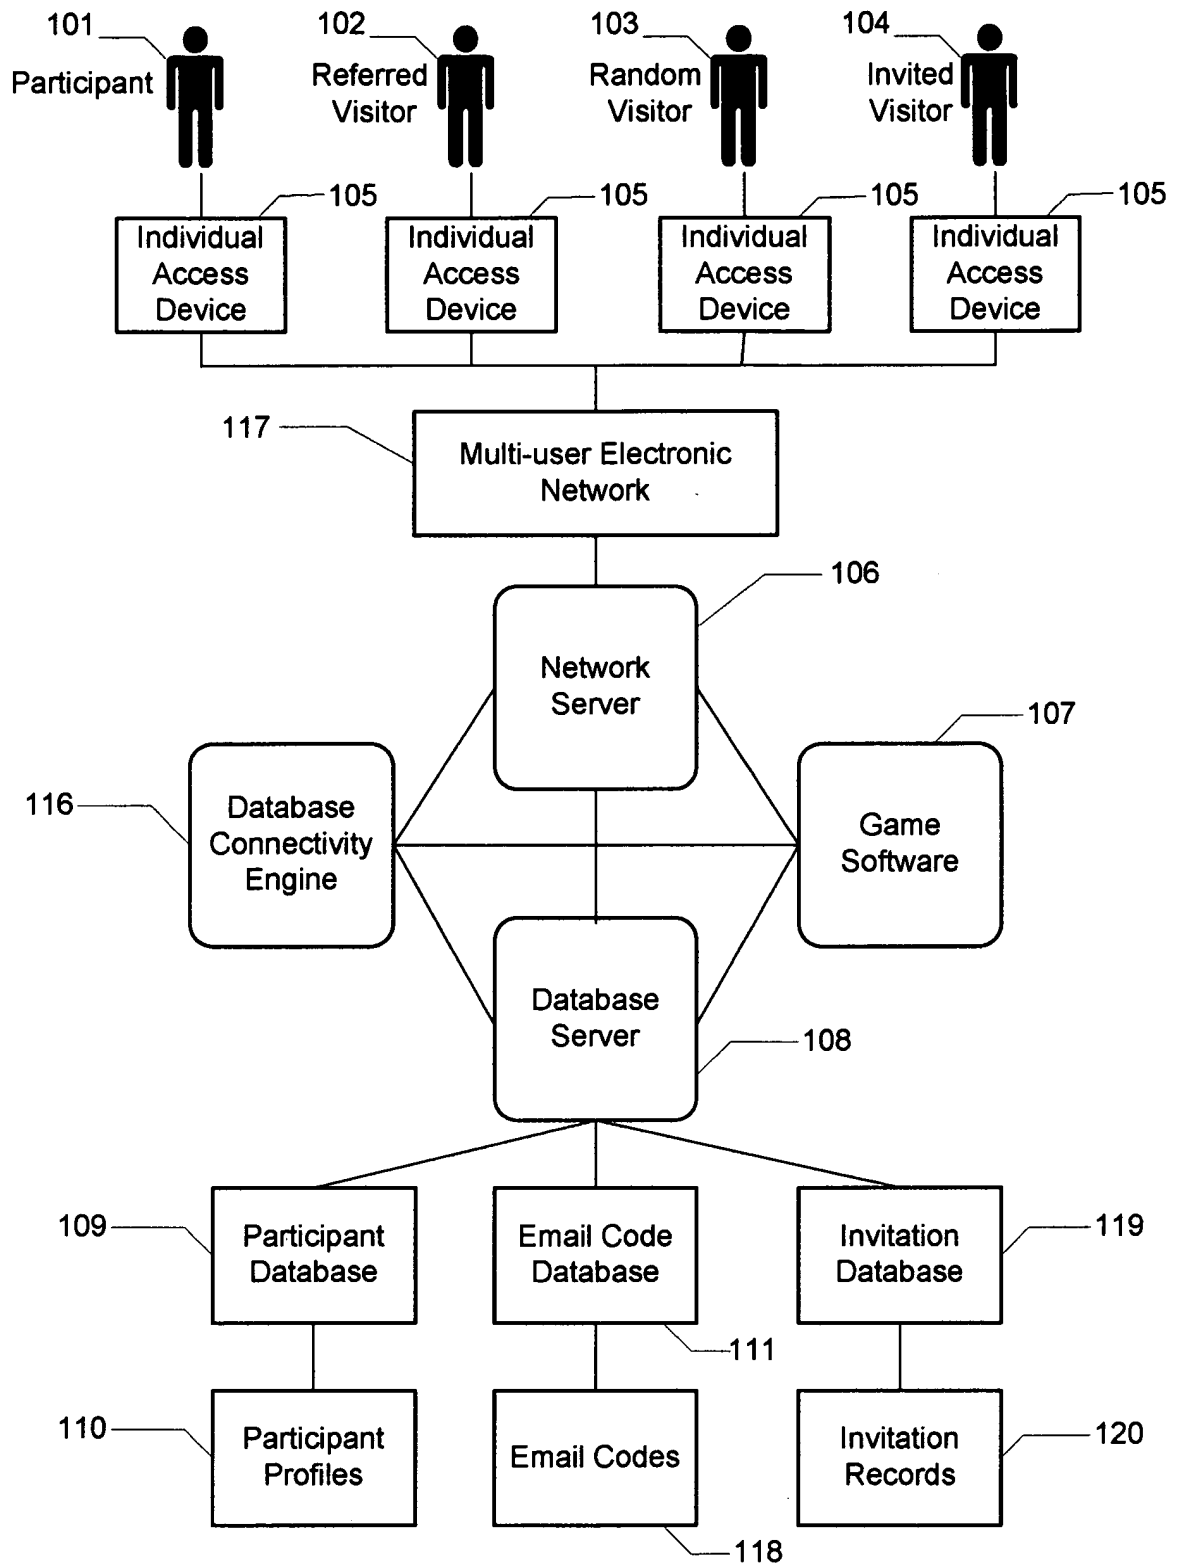 101
Participant
102
Referred
Visitor
103
Random
Visitor
104
Invited
Visitor
105
Individual
Access
Device
105
Individual
Access
Device
105
Individual
Access
Device
105
Individual
Access
Device
117
Multi-user Electronic
Network
106
Network
Server
107
Game
Software
116
Database
Connectivity
Engine
Database
Server
108
109
Participant
Database
Email Code
Database
111
Invitation
Database
119
110
Participant
Profiles
Email Codes
118
Invitation
Records
120